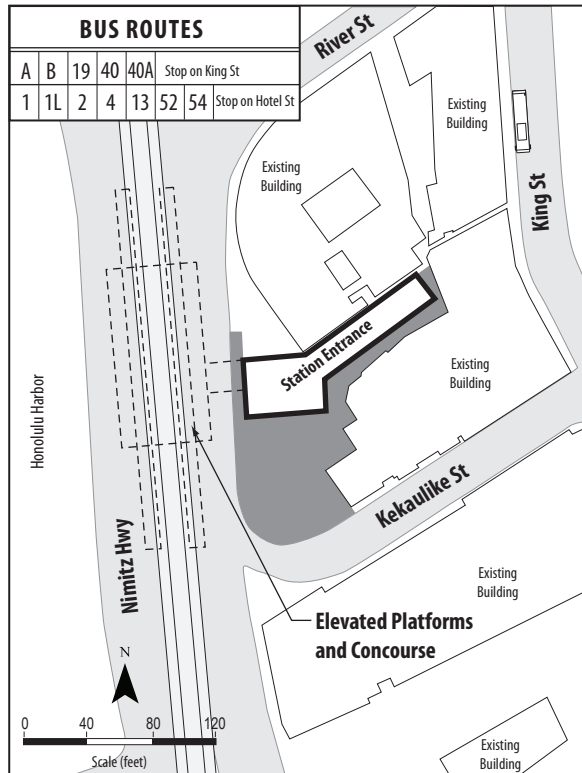 BUS ROUTES
A B 19 40 40A Stop on King St
1 1L 2 4 13 52 54 Stop on Hotel St
River St
Existing
Building
King St
Existing
Building
Station Entrance
Existing
Building
Honolulu Harbor
Kekaulike St
Nimitz Hwy
Existing
Building
Elevated Platforms
and Concourse
N
0 40 80 120
Scale (feet)
Existing
Building